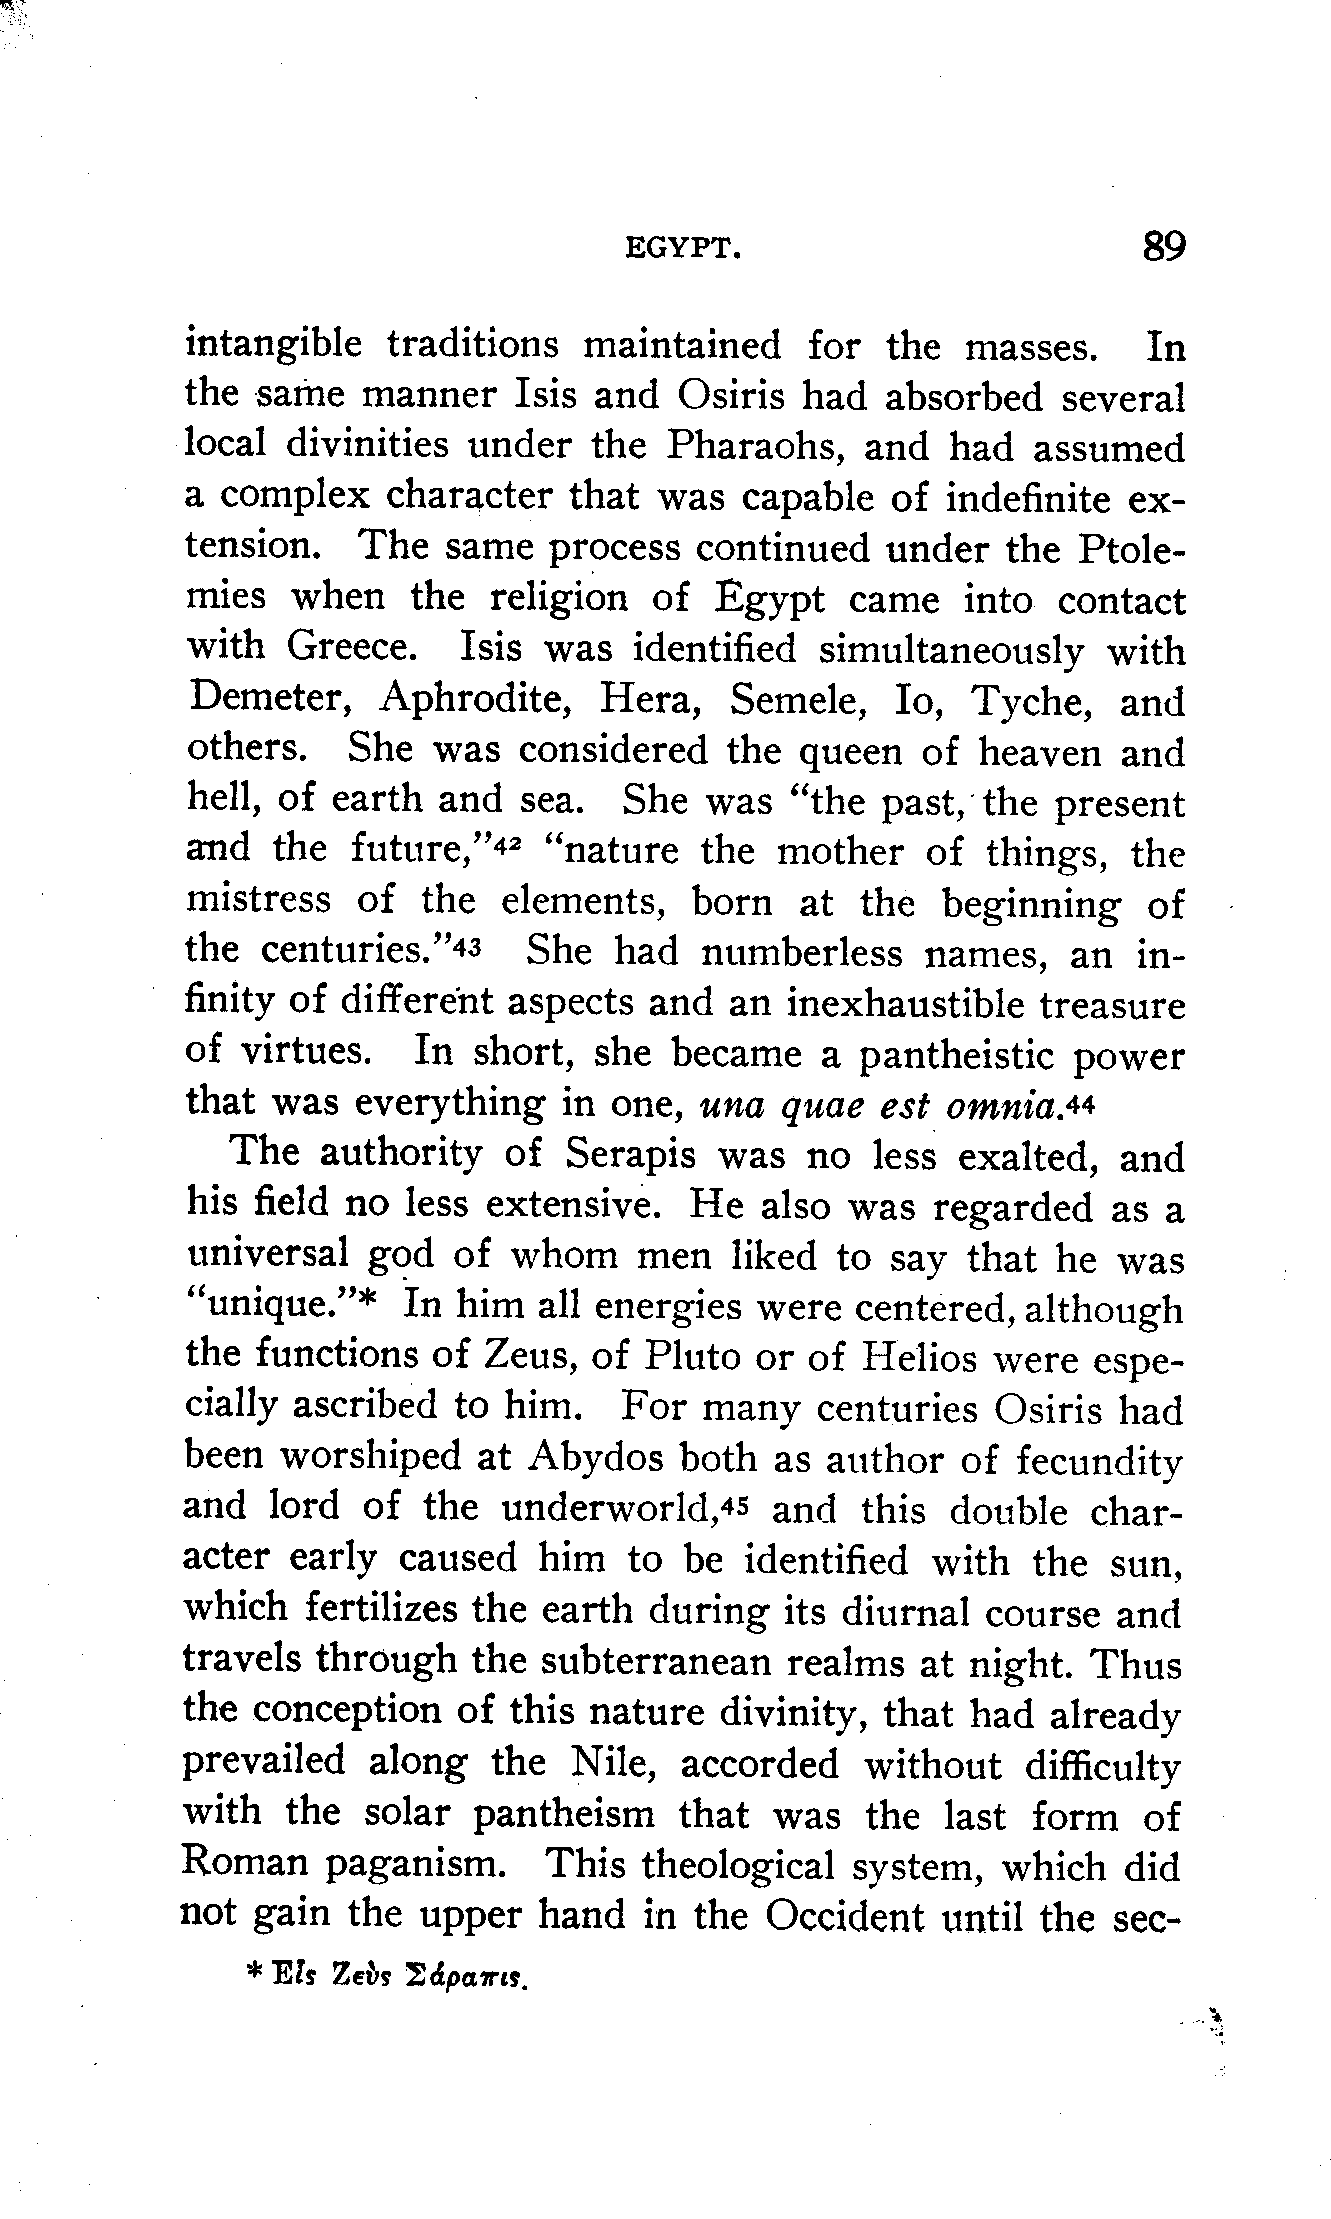 EGYPT. 89
intangible traditions maintained for the masses. In
the same manner Isis and Osiris had absorbed several
local divinities under the Pharaohs, and had assumed
a complex character that was capable of indefinite ex-
tension. The same process continued under the Ptole-
mies when the religion of Egypt came into contact
with Greece. Isis was identified simultaneously with
Demeter, Aphrodite, Hera, Semele, Io, Tyche, and
others. She was considered the queen of heaven and
hell, of earth and sea. She was “the past, the present
and the future,”⁴² “nature the mother of things, the
mistress of the elements, born at the beginning of
the centuries.”⁴³ She had numberless names, an in-
finity of different aspects and an inexhaustible treasure
of virtues. In short, she became a pantheistic power
that was everything in one, una quae est omnia.⁴⁴
The authority of Serapis was no less exalted, and
his field no less extensive. He also was regarded as a
universal god of whom men liked to say that he was
“unique.”* In him all energies were centered, although
the functions of Zeus, of Pluto or of Helios were espe-
cially ascribed to him. For many centuries Osiris had
been worshiped at Abydos both as author of fecundity
and lord of the underworld,⁴⁵ and this double char-
acter early caused him to be identified with the sun,
which fertilizes the earth during its diurnal course and
travels through the subterranean realms at night. Thus
the conception of this nature divinity, that had already
prevailed along the Nile, accorded without difficulty
with the solar pantheism that was the last form of
Roman paganism. This theological system, which did
not gain the upper hand in the Occident until the sec-
* Εἷς Ζεὺς Σάραπις.